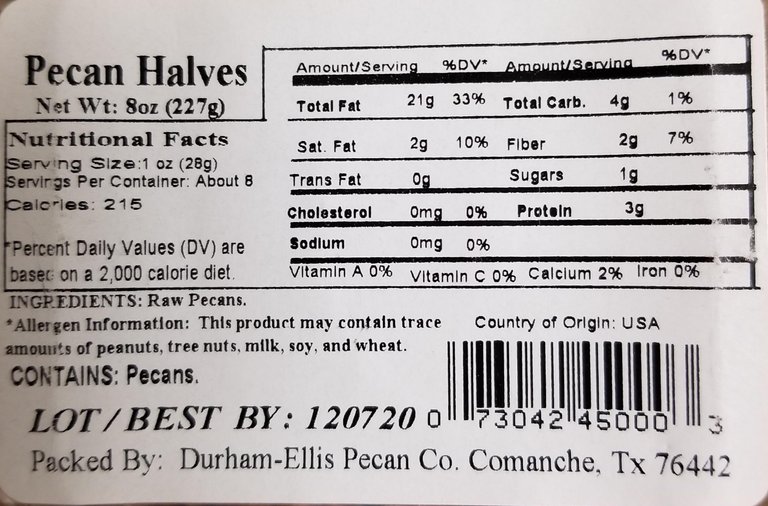 Pecan Halves
Net Wt: 8oz (227g)
Nutritional Facts
Serving Size:1 oz (28g)
Servings Per Container: About 8
Calories: 215
*Percent Daily Values (DV) are
based on a 2,000 calorie diet.
Amount/Serving %DV* Amount/Serving %DV*
Total Fat 21g 33% Total Carb. 4g 1%
Sat. Fat 2g 10% Fiber 2g 7%
Trans Fat 0g Sugars 1g
Cholesterol 0mg 0% Protein 3g
Sodium 0mg 0%
Vitamin A 0% Vitamin C 0% Calcium 2% Iron 0%
INGREDIENTS: Raw Pecans.
*Allergen Information: This product may contain trace
amounts of peanuts, tree nuts, milk, soy, and wheat.
CONTAINS: Pecans.
Country of Origin: USA
LOT / BEST BY: 120720
0 73042 45000 3
Packed By: Durham-Ellis Pecan Co. Comanche, Tx 76442